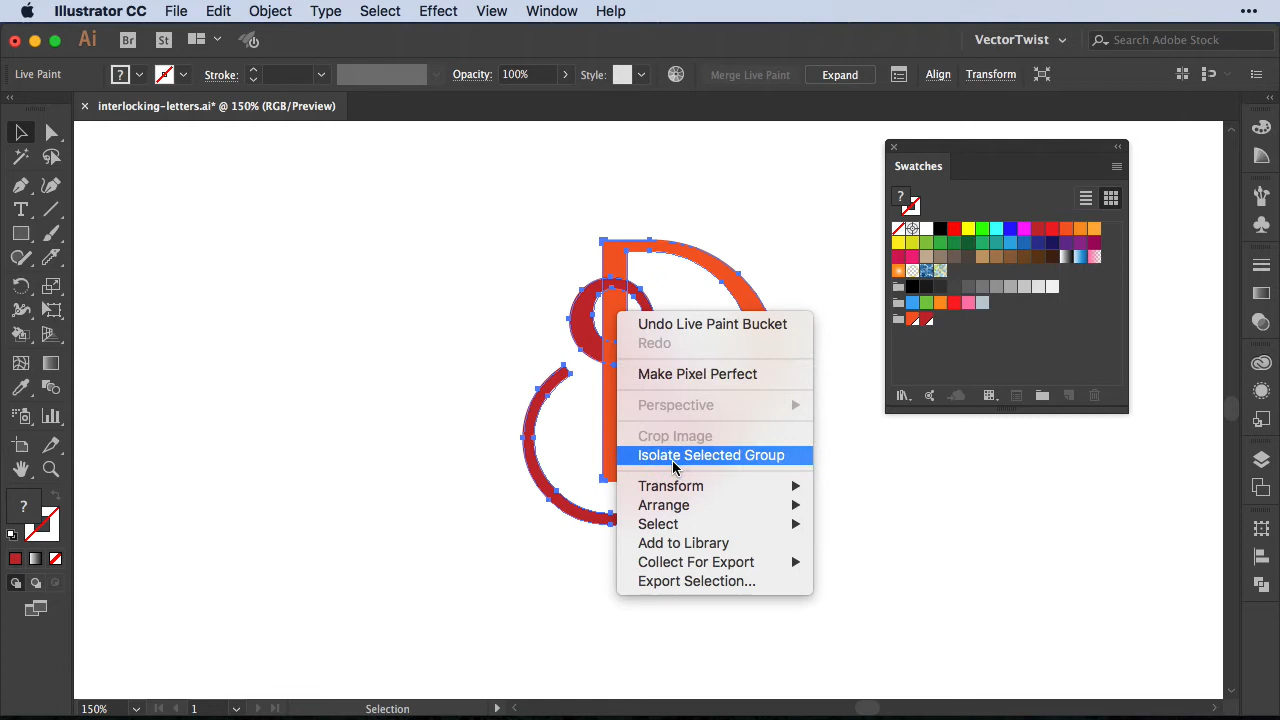 Illustrator CC File Edit Object Type Select Effect View Window Help
Ai Br St VectorTwist Search Adobe Stock
Live Paint ? Stroke: Opacity: 100% Style: Merge Live Paint Expand Align Transform
× interlocking-letters.ai* @ 150% (RGB/Preview)
Swatches
?
Undo Live Paint Bucket
Redo
Make Pixel Perfect
Perspective
Crop Image
Isolate Selected Group
Transform
Arrange
Select
Add to Library
Collect For Export
Export Selection...
?
150% 1 Selection